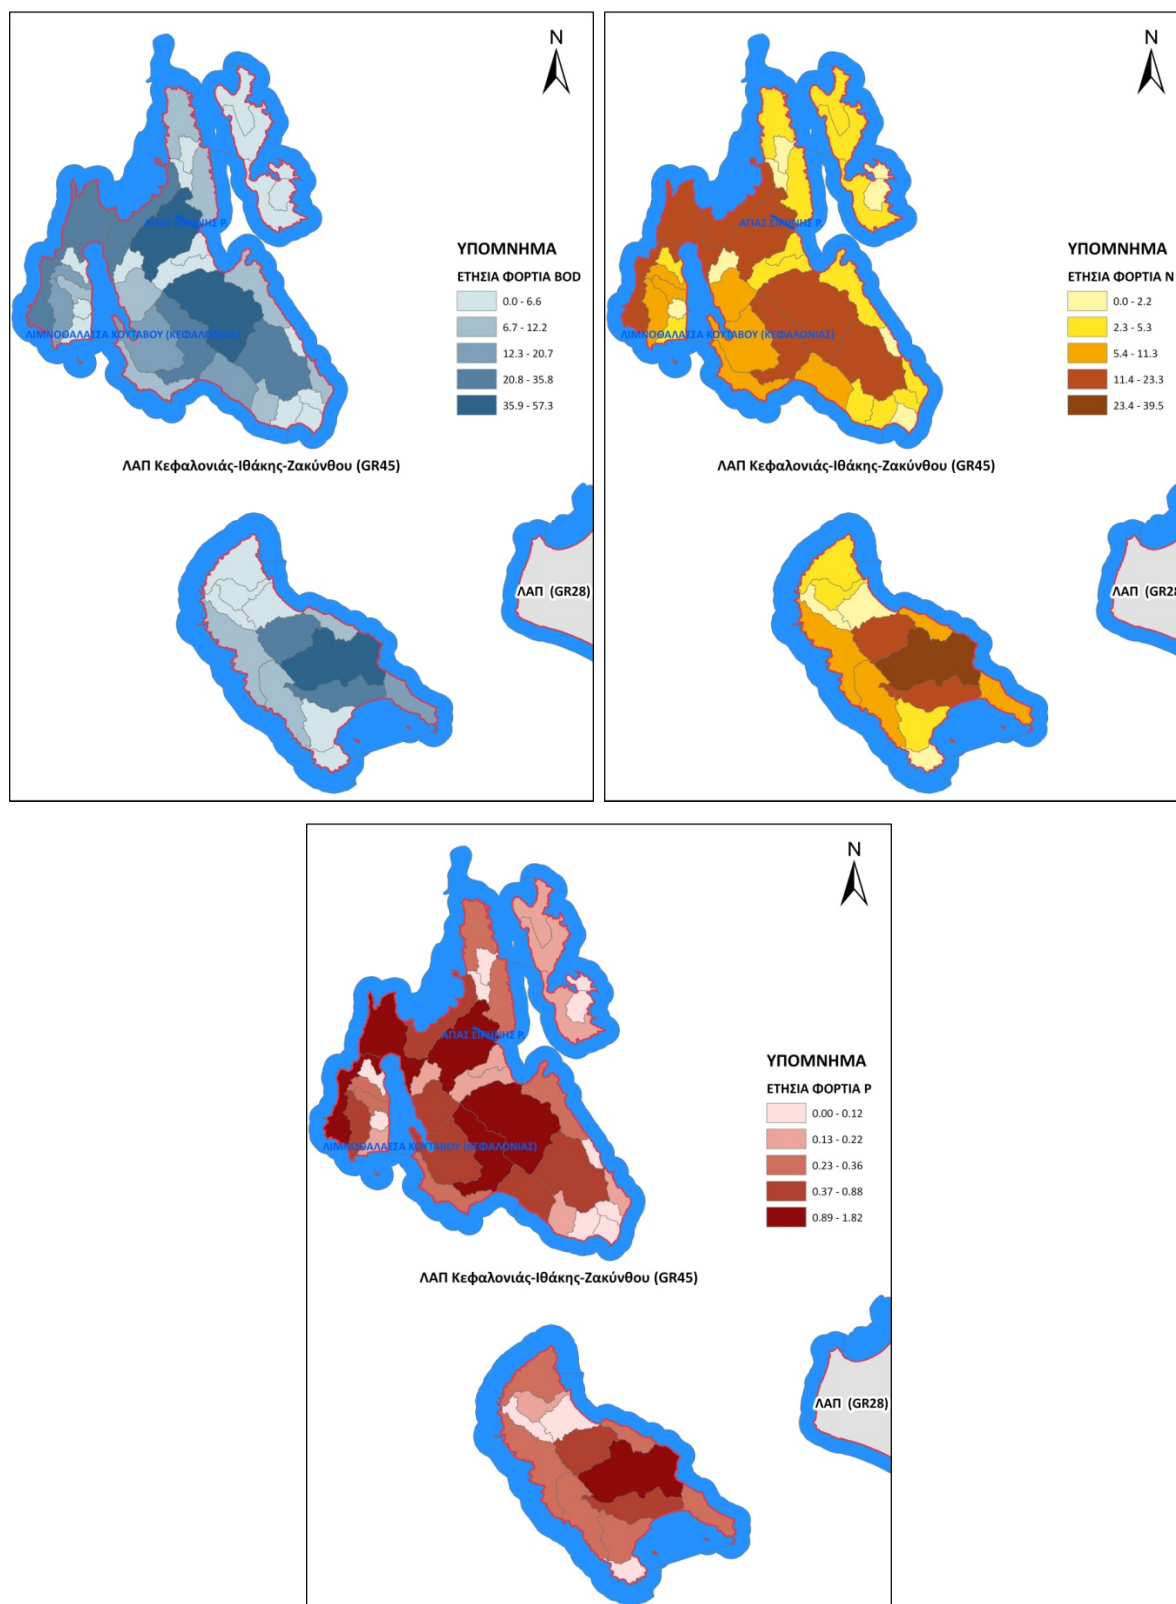 N
ΑΓΙΑΣ ΕΙΡΗΝΗΣ Ρ.
ΥΠΟΜΝΗΜΑ
ΕΤΗΣΙΑ ΦΟΡΤΙΑ BOD
0.0 - 6.6
6.7 - 12.2
12.3 - 20.7
20.8 - 35.8
35.9 - 57.3
ΛΙΜΝΟΘΑΛΑΣΣΑ ΚΟΥΤΑΒΟΥ (ΚΕΦΑΛΟΝΙΑΣ)
ΛΑΠ Κεφαλονιάς-Ιθάκης-Ζακύνθου (GR45)
ΛΑΠ (GR28)
N
ΑΓΙΑΣ ΕΙΡΗΝΗΣ Ρ.
ΥΠΟΜΝΗΜΑ
ΕΤΗΣΙΑ ΦΟΡΤΙΑ N
0.0 - 2.2
2.3 - 5.3
5.4 - 11.3
11.4 - 23.3
23.4 - 39.5
ΛΙΜΝΟΘΑΛΑΣΣΑ ΚΟΥΤΑΒΟΥ (ΚΕΦΑΛΟΝΙΑΣ)
ΛΑΠ Κεφαλονιάς-Ιθάκης-Ζακύνθου (GR45)
ΛΑΠ (GR28
N
ΑΓΙΑΣ ΕΙΡΗΝΗΣ Ρ.
ΥΠΟΜΝΗΜΑ
ΕΤΗΣΙΑ ΦΟΡΤΙΑ P
0.00 - 0.12
0.13 - 0.22
0.23 - 0.36
0.37 - 0.88
0.89 - 1.82
ΛΙΜΝΟΘΑΛΑΣΣΑ ΚΟΥΤΑΒΟΥ (ΚΕΦΑΛΟΝΙΑΣ)
ΛΑΠ Κεφαλονιάς-Ιθάκης-Ζακύνθου (GR45)
ΛΑΠ (GR28)